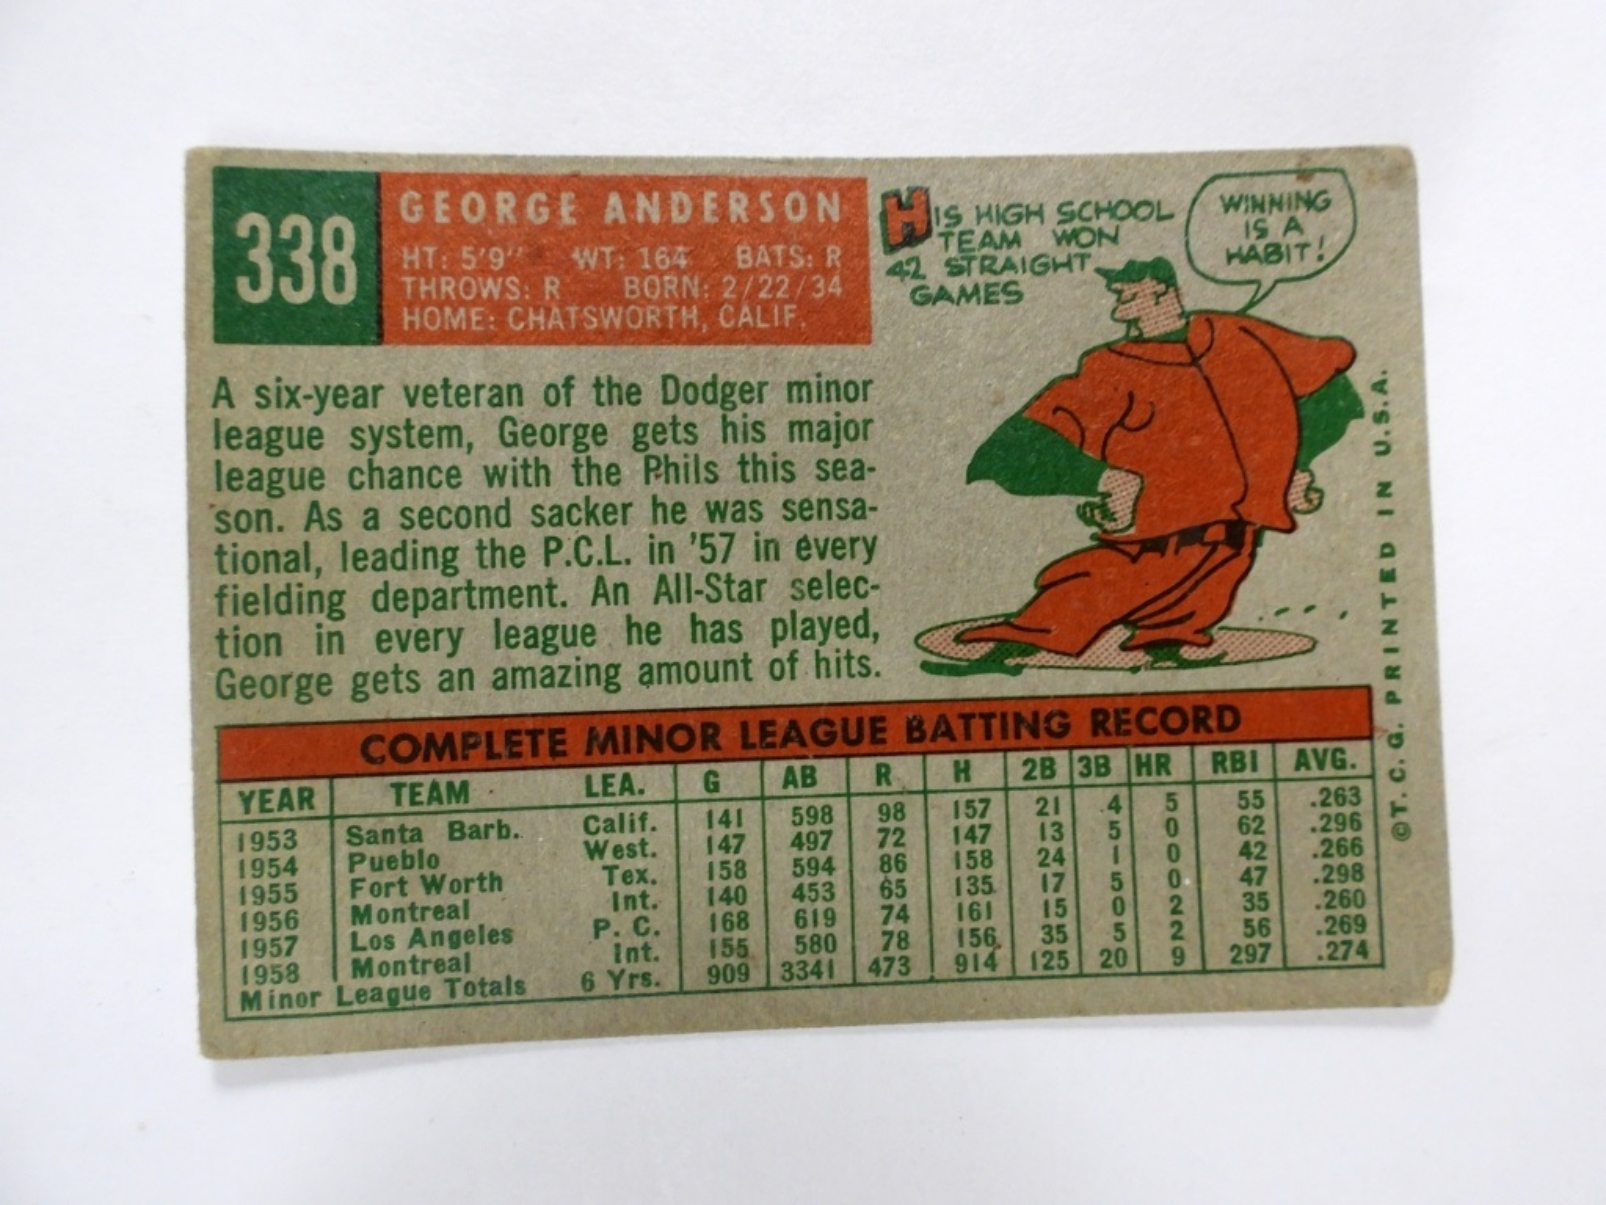 338
GEORGE ANDERSON
HT: 5'9" WT: 164 BATS: R
THROWS: R BORN: 2/22/34
HOME: CHATSWORTH, CALIF.
HIS HIGH SCHOOL
TEAM WON
42 STRAIGHT
GAMES
WINNING
IS A
HABIT!
A six-year veteran of the Dodger minor
league system, George gets his major
league chance with the Phils this sea-
son. As a second sacker he was sensa-
tional, leading the P.C.L. in '57 in every
fielding department. An All-Star selec-
tion in every league he has played,
George gets an amazing amount of hits.
COMPLETE MINOR LEAGUE BATTING RECORD
YEAR TEAM LEA. G AB R H 2B 3B HR RBI AVG.
1953 Santa Barb. Calif. 141 598 98 157 21 4 5 55 .263
1954 Pueblo West. 147 497 72 147 13 5 0 62 .296
1955 Fort Worth Tex. 158 594 86 158 24 1 0 42 .266
1956 Montreal Int. 140 453 65 135 17 5 0 47 .298
1957 Los Angeles P. C. 168 619 74 161 15 0 2 35 .260
1958 Montreal Int. 155 580 78 156 35 5 2 56 .269
Minor League Totals 6 Yrs. 909 3341 473 914 125 20 9 297 .274
©T. C. G. PRINTED IN U.S.A.